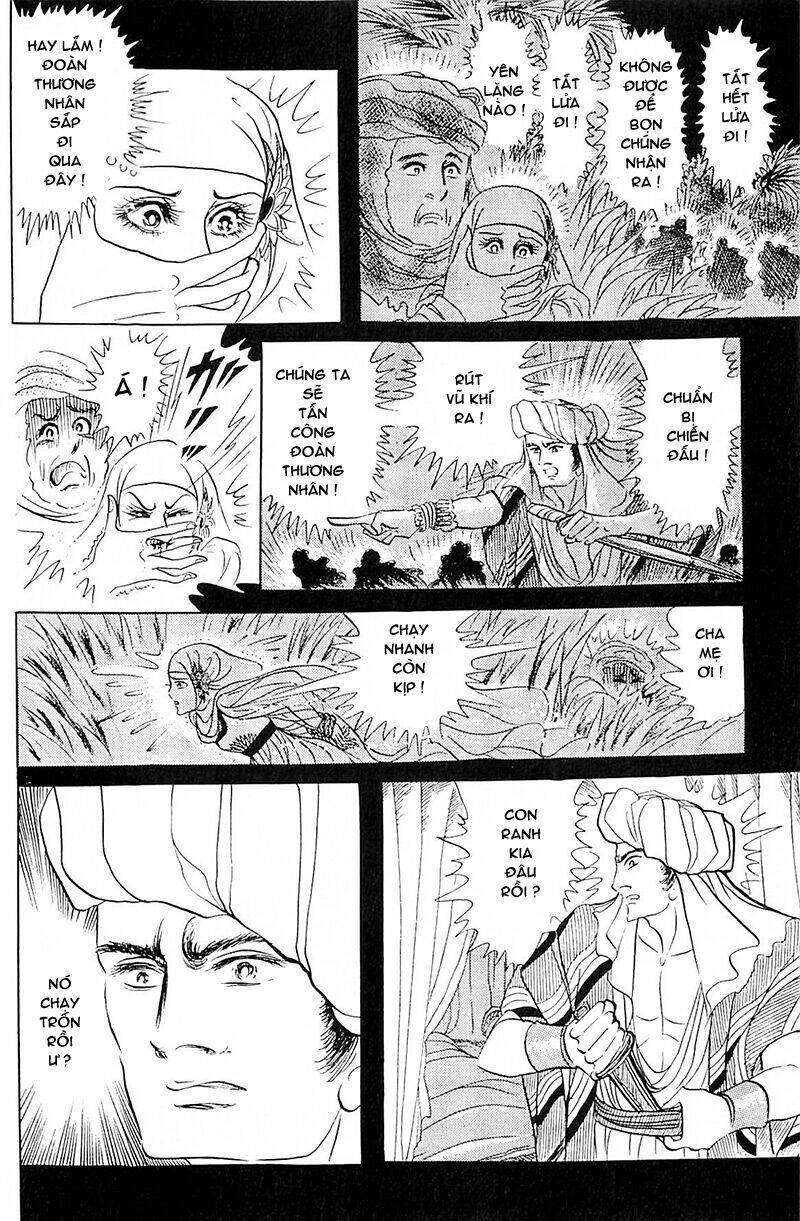 TẮT
HẾT
LỬA
ĐI !
KHÔNG
ĐƯỢC
ĐỂ
BỌN
CHÚNG
NHẬN
RA !
TẮT
LỬA
ĐI !
YÊN
LẶNG
NÀO !
HAY LẮM !
ĐOÀN
THƯƠNG
NHÂN
SẮP
ĐI
QUA
ĐÂY !
CHUẨN
BỊ
CHIẾN
ĐẤU !
RÚT
VŨ KHÍ
RA !
CHÚNG TA
SẼ
TẤN
CÔNG
ĐOÀN
THƯƠNG
NHÂN !
ガガ
Á !
CHA
MẸ
ƠI !
CHẠY
NHANH
CÒN
KỊP !
CON
RANH
KIA
ĐÂU
RỒI ?
NÓ
CHẠY
TRỐN
RỒI
Ư ?